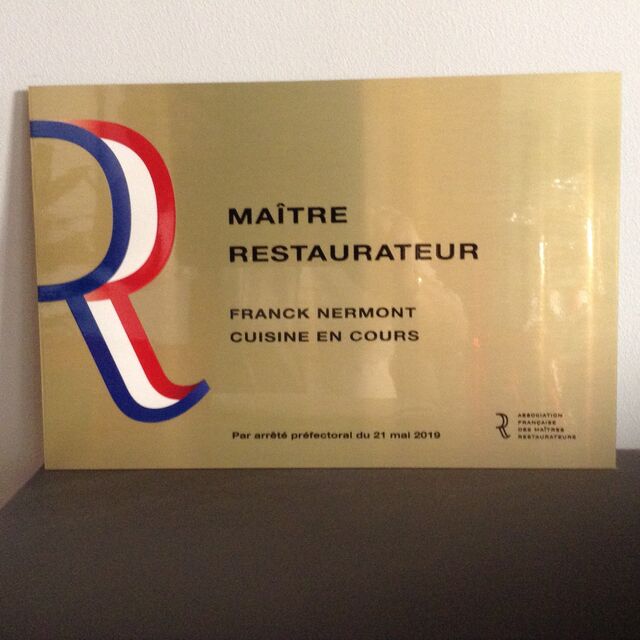 MAÎTRE
RESTAURATEUR
FRANCK NERMONT
CUISINE EN COURS
Par arrêté préfectoral du 21 mai 2019
ASSOCIATION
FRANÇAISE
DES MAÎTRES
RESTAURATEURS